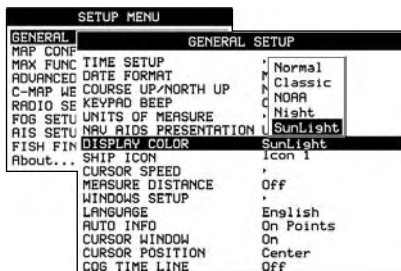 SETUP MENU
GENERAL
MAP CONF
MAX FUNC
ADVANCED
C-MAP WE
RADIO SE
FOG SETU
AIS SETU
FISH FIN
About...
GENERAL SETUP
TIME SETUP
DATE FORMAT M
COURSE UP/NORTH UP N
KEYPAD BEEP
UNITS OF MEASURE
NAV AIDS PRESENTATION U
DISPLAY COLOR SunLight
SHIP ICON Icon 1
CURSOR SPEED
MEASURE DISTANCE Off
WINDOWS SETUP
LANGUAGE English
AUTO INFO On Points
CURSOR WINDOW On
CURSOR POSITION Center
COG TIME LINE Off
Normal
Classic
NOAA
Night
SunLight